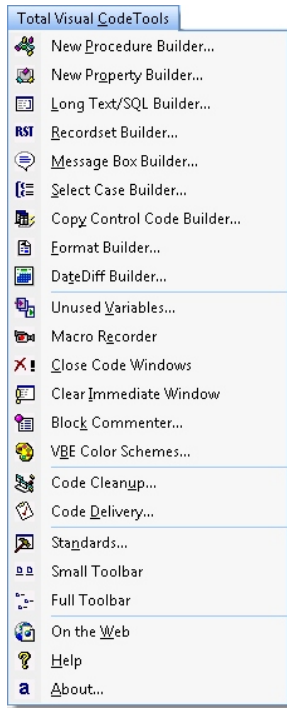 Total Visual CodeTools
New Procedure Builder...
New Property Builder...
Long Text/SQL Builder...
RST Recordset Builder...
Message Box Builder...
Select Case Builder...
Copy Control Code Builder...
Format Builder...
DateDiff Builder...
Unused Variables...
Macro Recorder
Close Code Windows
Clear Immediate Window
Block Commenter...
VBE Color Schemes...
Code Cleanup...
Code Delivery...
Standards...
Small Toolbar
Full Toolbar
On the Web
? Help
a About...